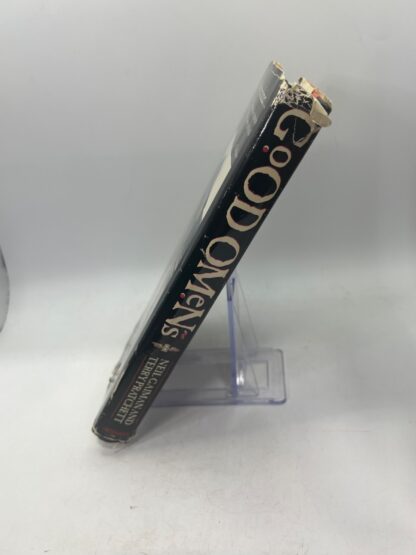 GOOD OMENS
NEIL GAIMAN AND
TERRY PRATCHETT